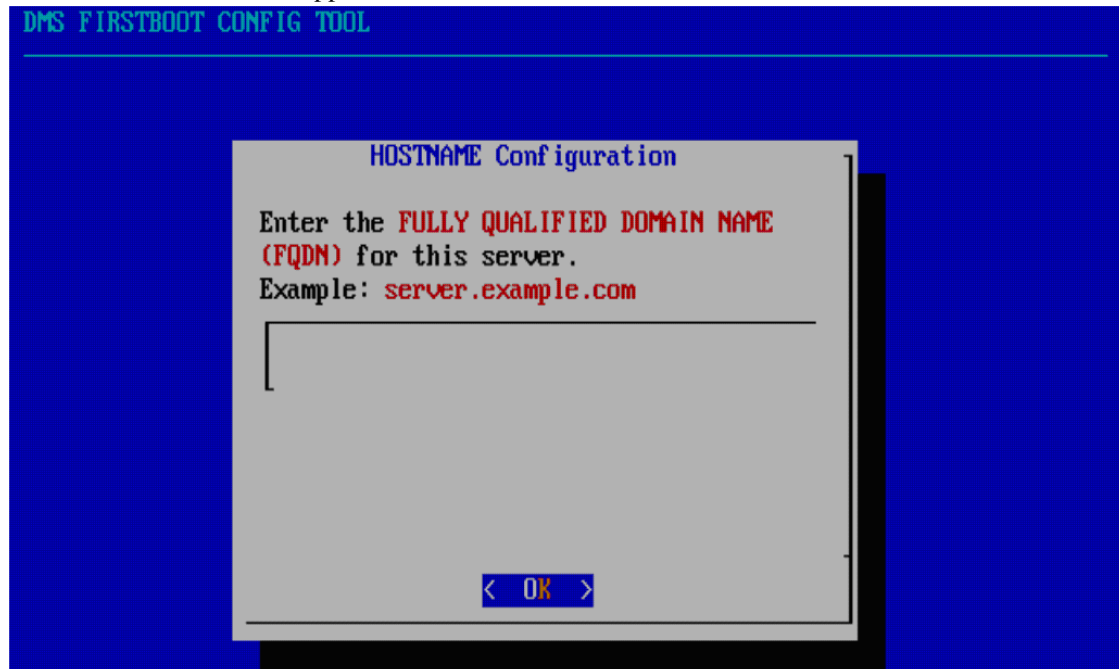 DMS FIRSTBOOT CONFIG TOOL
HOSTNAME Configuration
Enter the FULLY QUALIFIED DOMAIN NAME
(FQDN) for this server.
Example: server.example.com
< OK >